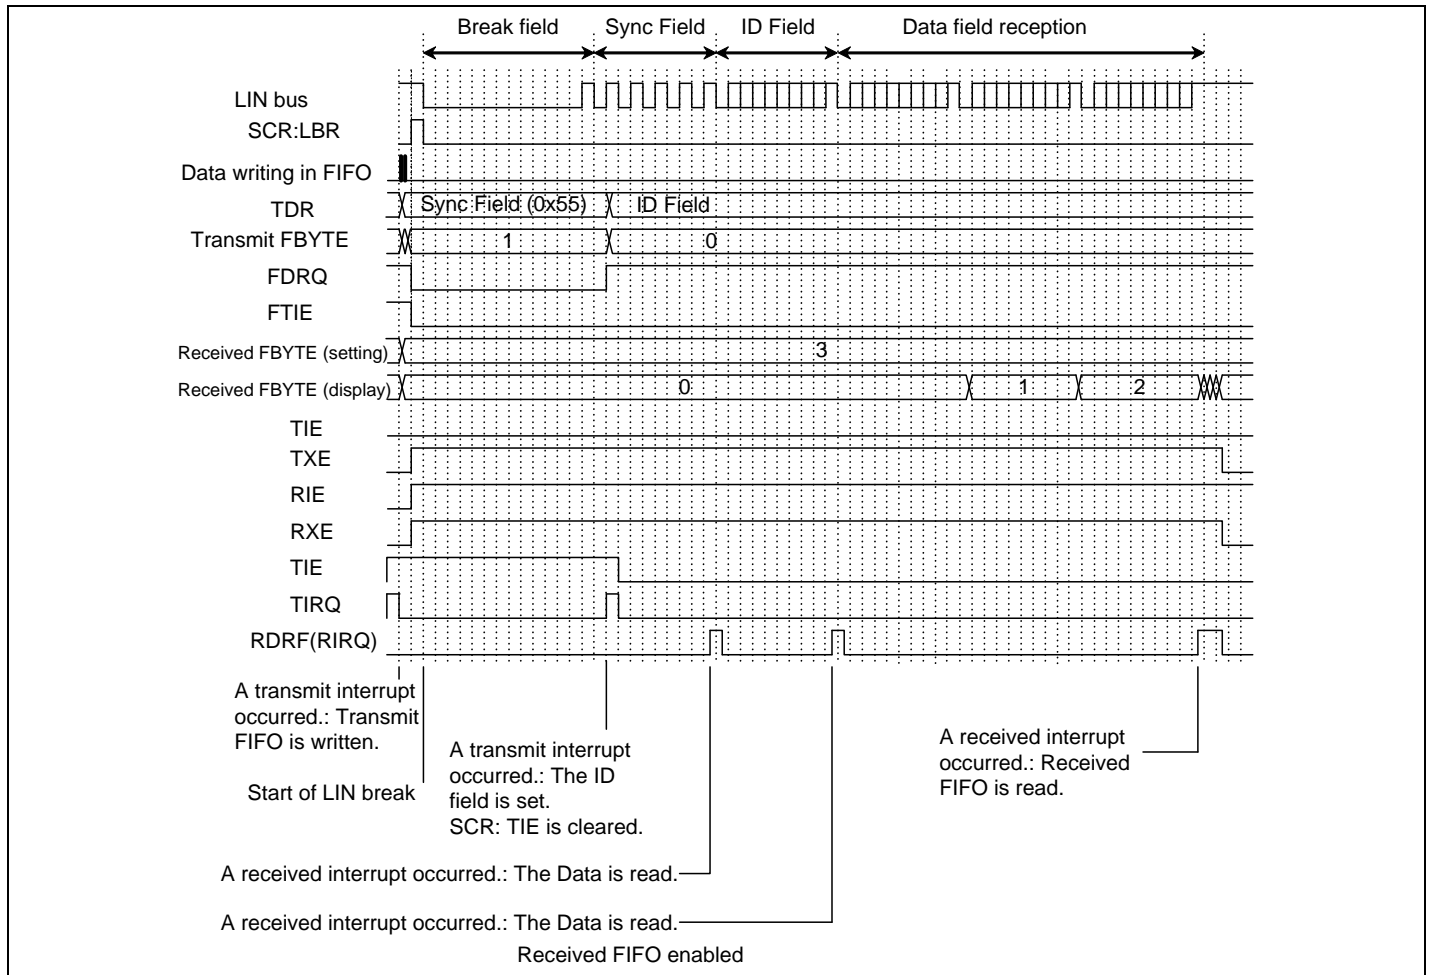 Break field Sync Field ID Field Data field reception
LIN bus
SCR:LBR
Data writing in FIFO
TDR Sync Field (0x55) ID Field
Transmit FBYTE 1 0
FDRQ
FTIE
Received FBYTE (setting) 3
Received FBYTE (display) 0 1 2
TIE
TXE
RIE
RXE
TIE
TIRQ
RDRF(RIRQ)
A transmit interrupt
occurred.: Transmit
FIFO is written.
Start of LIN break
A transmit interrupt
occurred.: The ID
field is set.
SCR: TIE is cleared.
A received interrupt
occurred.: Received
FIFO is read.
A received interrupt occurred.: The Data is read.
A received interrupt occurred.: The Data is read.
Received FIFO enabled